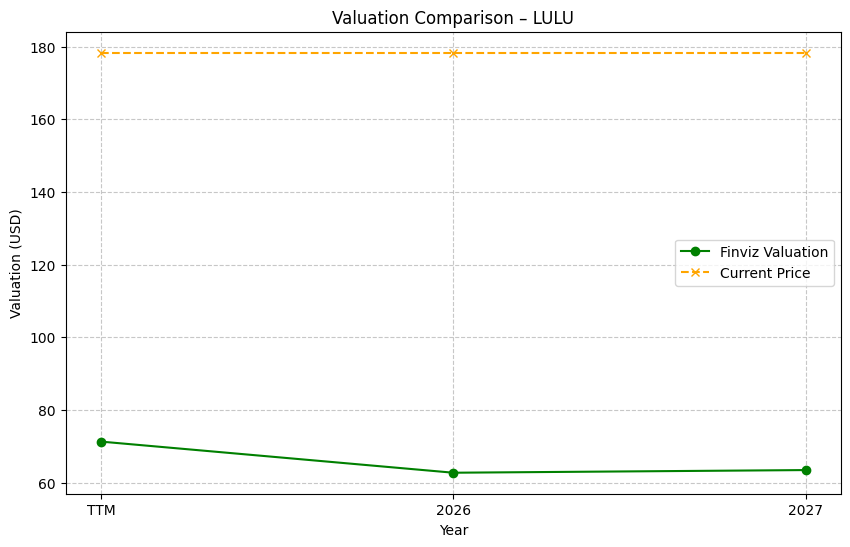 Valuation Comparison – LULU
Valuation (USD)
180
160
140
120
100
80
60
Finviz Valuation
Current Price
TTM
2026
2027
Year